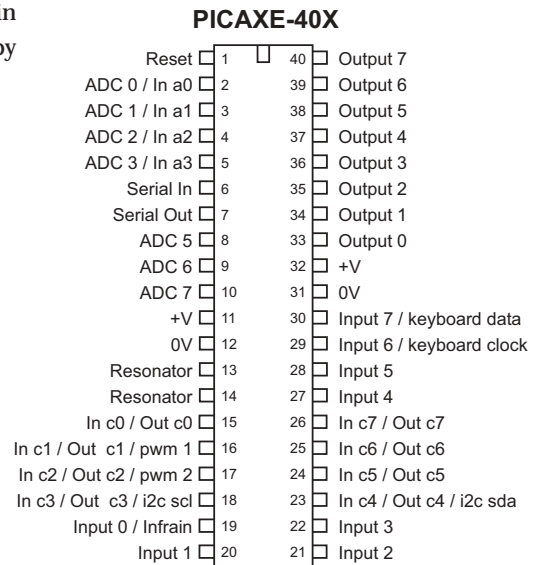 in
by
PICAXE-40X
Reset 1 40 Output 7
ADC 0 / In a0 2 39 Output 6
ADC 1 / In a1 3 38 Output 5
ADC 2 / In a2 4 37 Output 4
ADC 3 / In a3 5 36 Output 3
Serial In 6 35 Output 2
Serial Out 7 34 Output 1
ADC 5 8 33 Output 0
ADC 6 9 32 +V
ADC 7 10 31 0V
+V 11 30 Input 7 / keyboard data
0V 12 29 Input 6 / keyboard clock
Resonator 13 28 Input 5
Resonator 14 27 Input 4
In c0 / Out c0 15 26 In c7 / Out c7
In c1 / Out c1 / pwm 1 16 25 In c6 / Out c6
In c2 / Out c2 / pwm 2 17 24 In c5 / Out c5
In c3 / Out c3 / i2c scl 18 23 In c4 / Out c4 / i2c sda
Input 0 / Infrain 19 22 Input 3
Input 1 20 21 Input 2